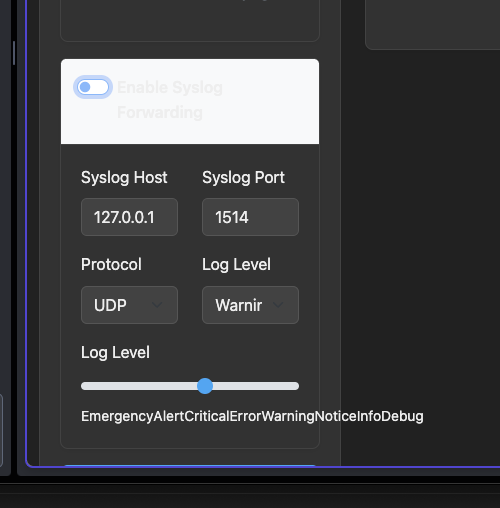 Enable Syslog
Forwarding
Syslog Host Syslog Port
127.0.0.1 1514
Protocol Log Level
UDP Warnir
Log Level
EmergencyAlertCriticalErrorWarningNoticeInfoDebug